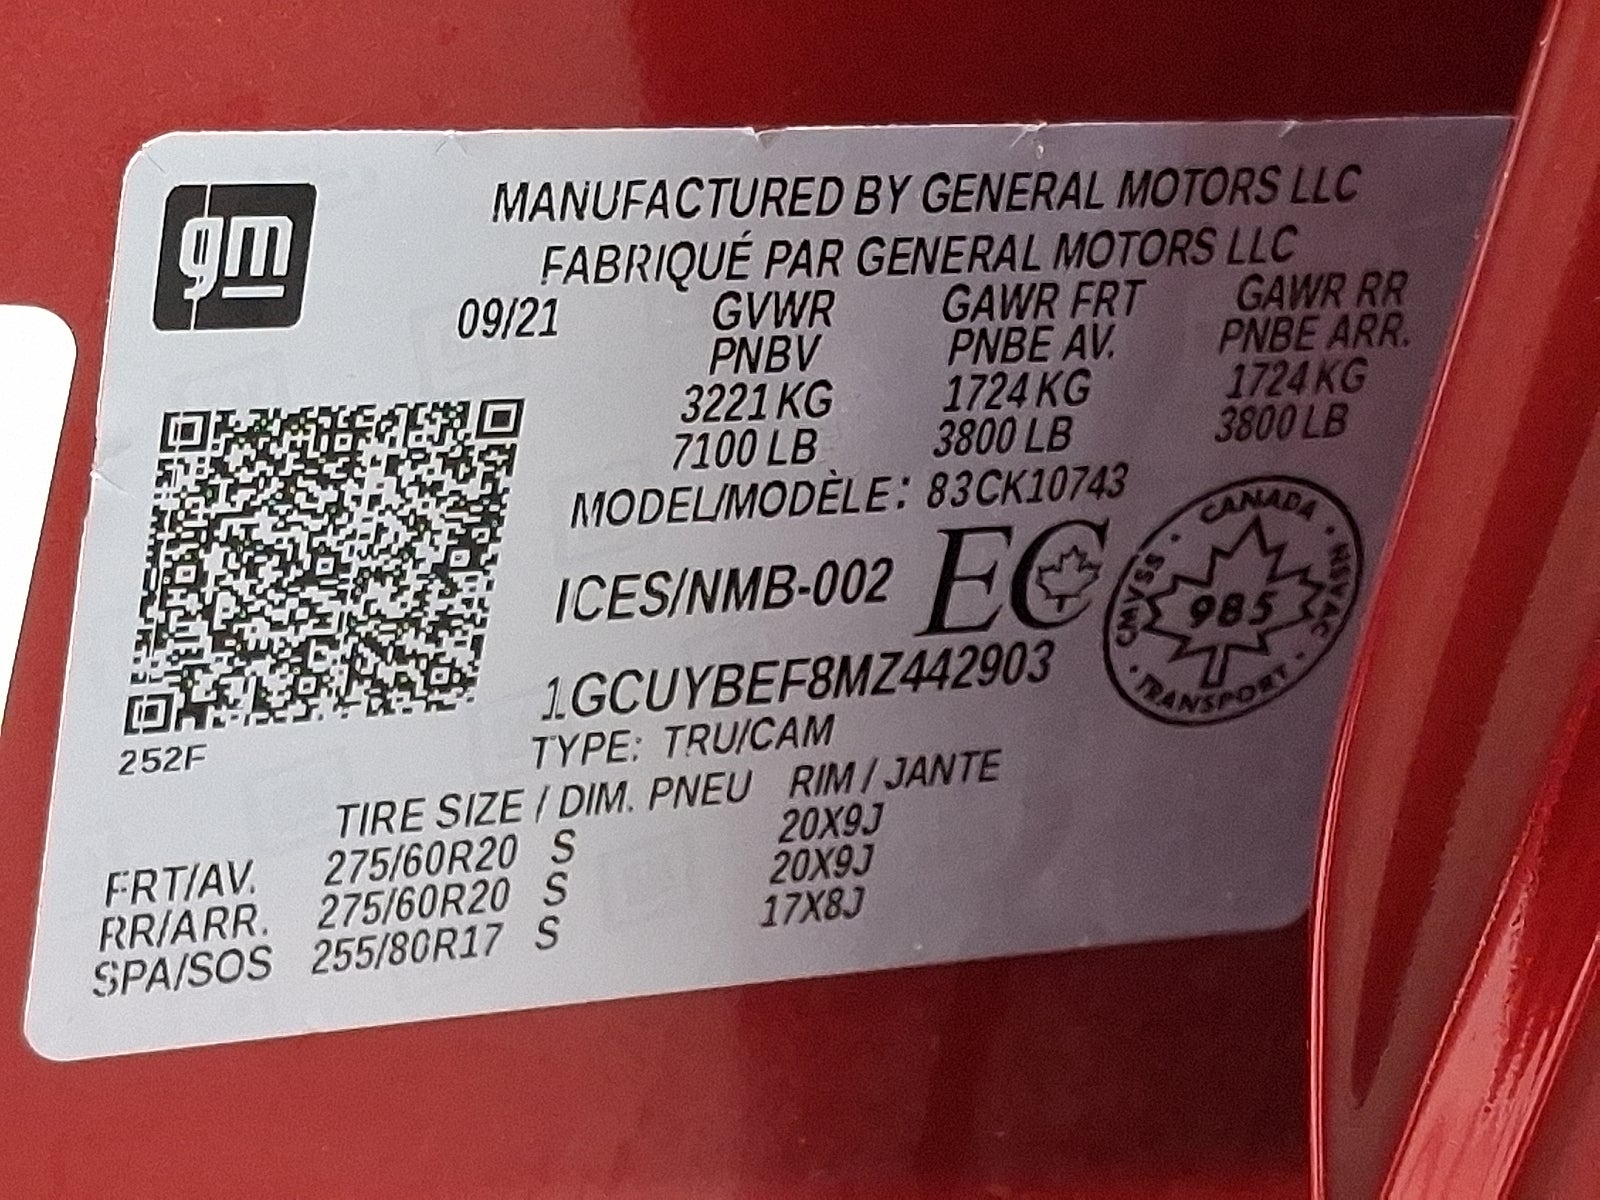 gm
MANUFACTURED BY GENERAL MOTORS LLC
FABRIQUÉ PAR GENERAL MOTORS LLC
09/21 GVWR GAWR FRT GAWR RR
PNBV PNBE AV. PNBE ARR.
3221 KG 1724 KG 1724 KG
7100 LB 3800 LB 3800 LB
MODEL/MODÈLE: 83CK10743
ICES/NMB-002 EC
CANADA · NSVAC · TRANSPORT · CMVSS ·
985
1GCUYBEF8MZ442903
252F
TYPE: TRU/CAM
TIRE SIZE / DIM. PNEU RIM / JANTE
FRT/AV. 275/60R20 S 20X9J
RR/ARR. 275/60R20 S 20X9J
SPA/SOS 255/80R17 S 17X8J